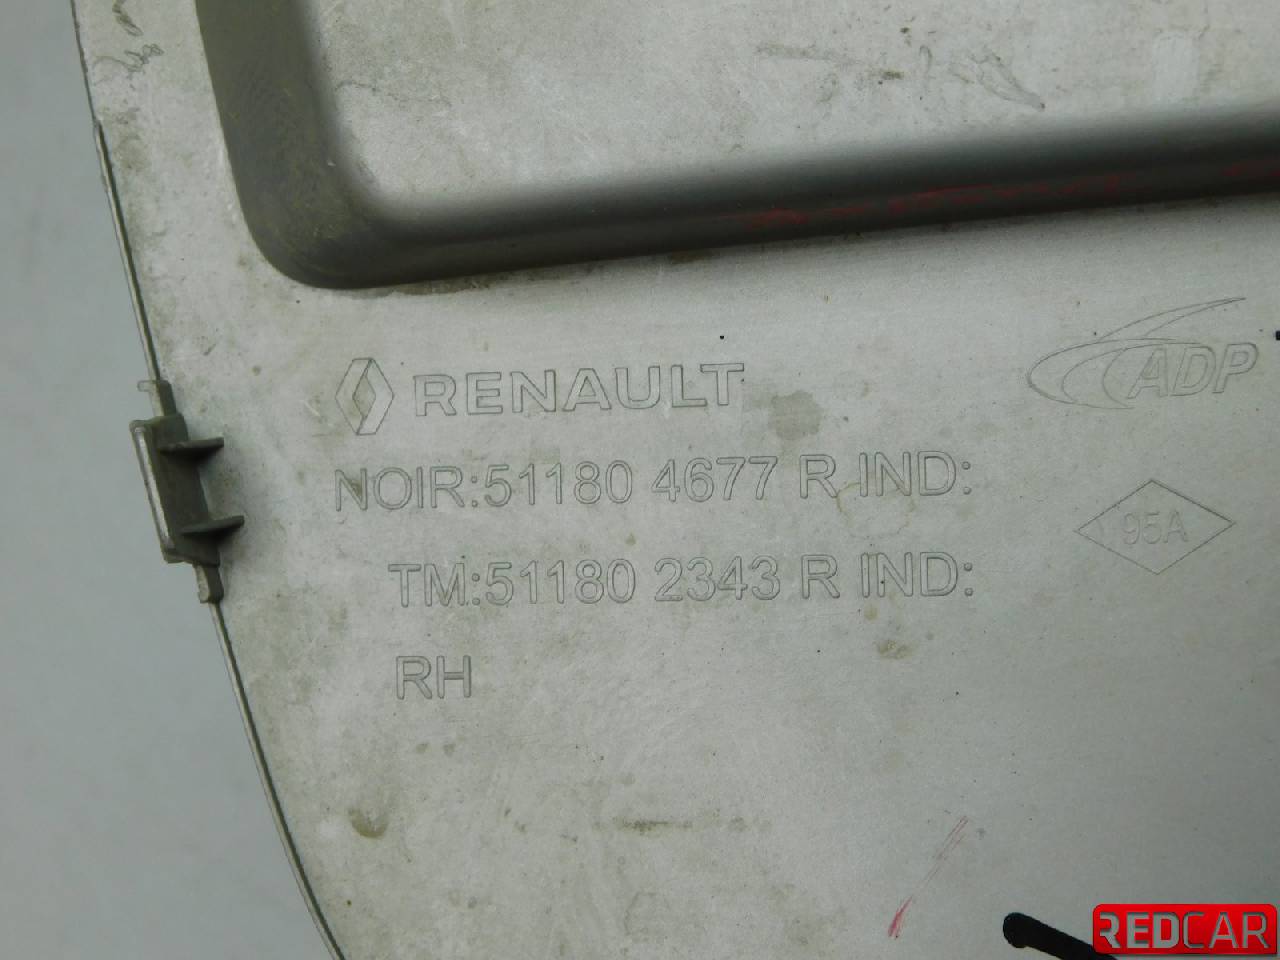 RENAULT
ADP
NOIR:51180 4677 R IND:
95A
TM:51180 2343 R IND:
RH
REDCAR